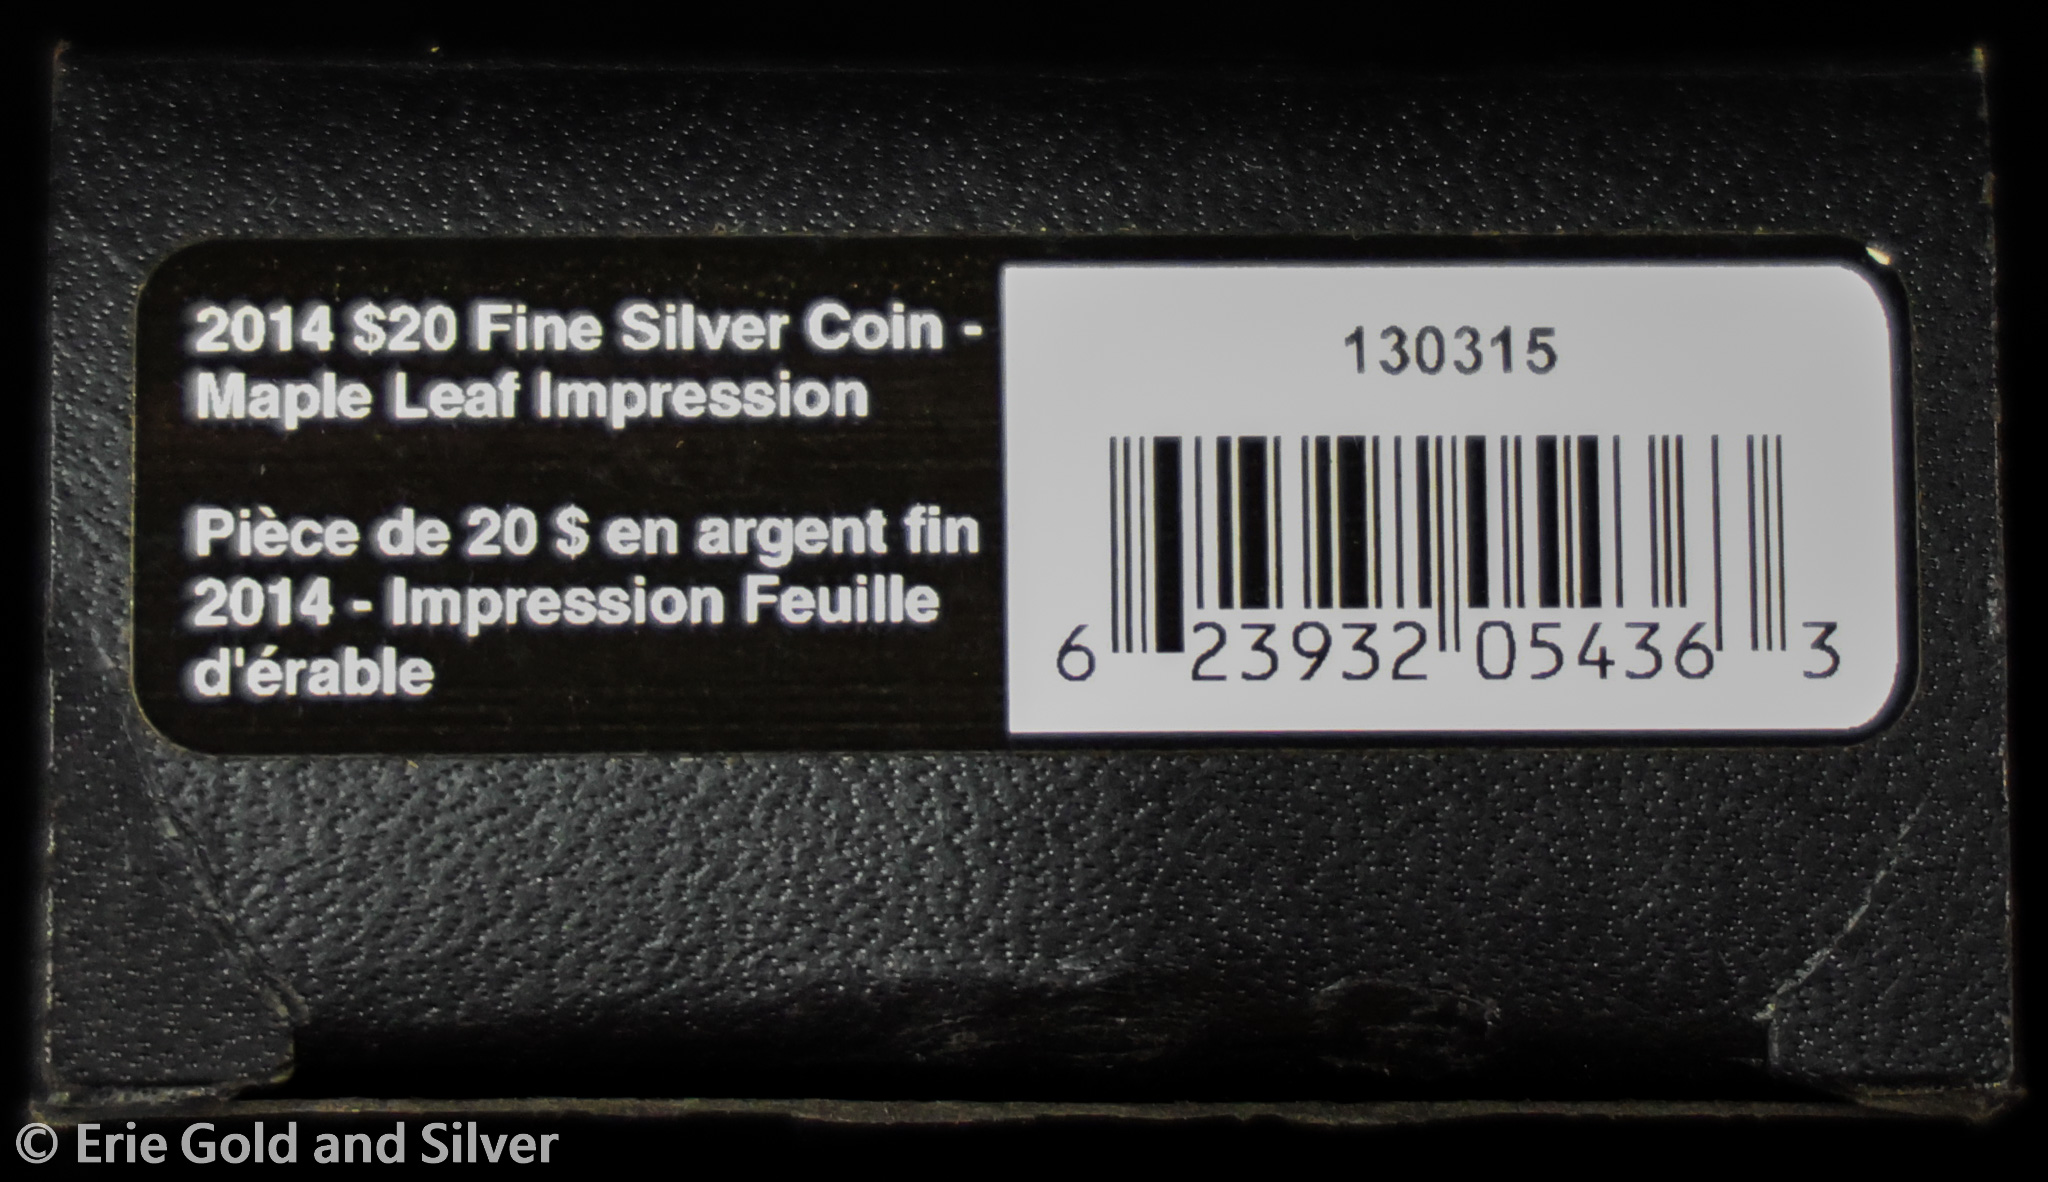 2014 $20 Fine Silver Coin -
Maple Leaf Impression
Pièce de 20 $ en argent fin
2014 - Impression Feuille
d'érable
130315
6 23932 05436 3
© Erie Gold and Silver